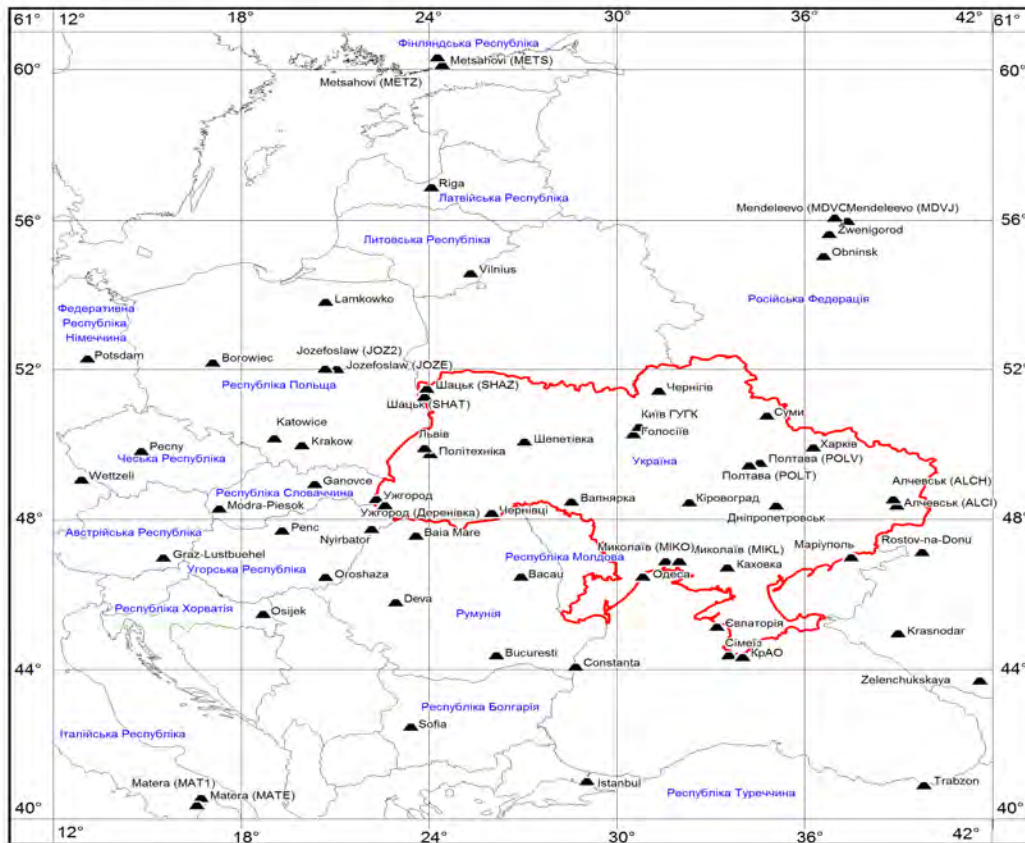 61° 12° 18° 24° 30° 36° 42° 61°
Фінляндська Республіка
60° Metsahovi (METS) 60°
Metsahovi (METZ)
Riga
Латвійська Республіка
56° Mendeleevo (MDVCMendeleevo (MDVJ) 56°
Zwenigorod
Литовська Республіка
Obninsk
Vilnius
Lamkowko
Російська Федерація
Федеративна
Республіка
Німеччина
Potsdam
Borowiec
Jozefoslaw (JOZ2)
Jozefoslaw (JOZE)
52° 52°
Республіка Польща
Шацьк (SHAZ)
Чернігів
Шацьк (SHAT)
Katowice
Київ ГУГК
Суми
Krakow
Львів
Голосіїв
Політехніка
Шепетівка
Харків
Pecny
Чеська Республіка
Україна
Полтава (POLV)
Полтава (POLT)
Wettzell
Ganovce
Республіка Словаччина
Ужгород
Алчевськ (ALCH)
Modra-Piesok
Ужгород (Деренівка)
Чернівці
Вапнярка
Кіровоград
Дніпропетровськ
Алчевськ (ALCI)
48° 48°
Австрійська Республіка
Penc
Nyirbator
Baia Mare
Rostov-na-Donu
Graz-Lustbuehel
Угорська Республіка
Республіка Молдова
Миколаїв (MIKO)
Миколаїв (MIKL)
Маріуполь
Каховка
Oroshaza
Bacau
Одеса
Республіка Хорватія
Osijek
Deva
Румунія
Євпаторія
Krasnodar
Сімеїз
Bucuresti
КрАО
Constanta
44° 44°
Zelenchukskaya
Італійська Республіка
Республіка Болгарія
Sofia
Matera (MAT1)
Matera (MATE)
Istanbul
Республіка Туреччина
Trabzon
40° 40°
12° 18° 24° 30° 36° 42°